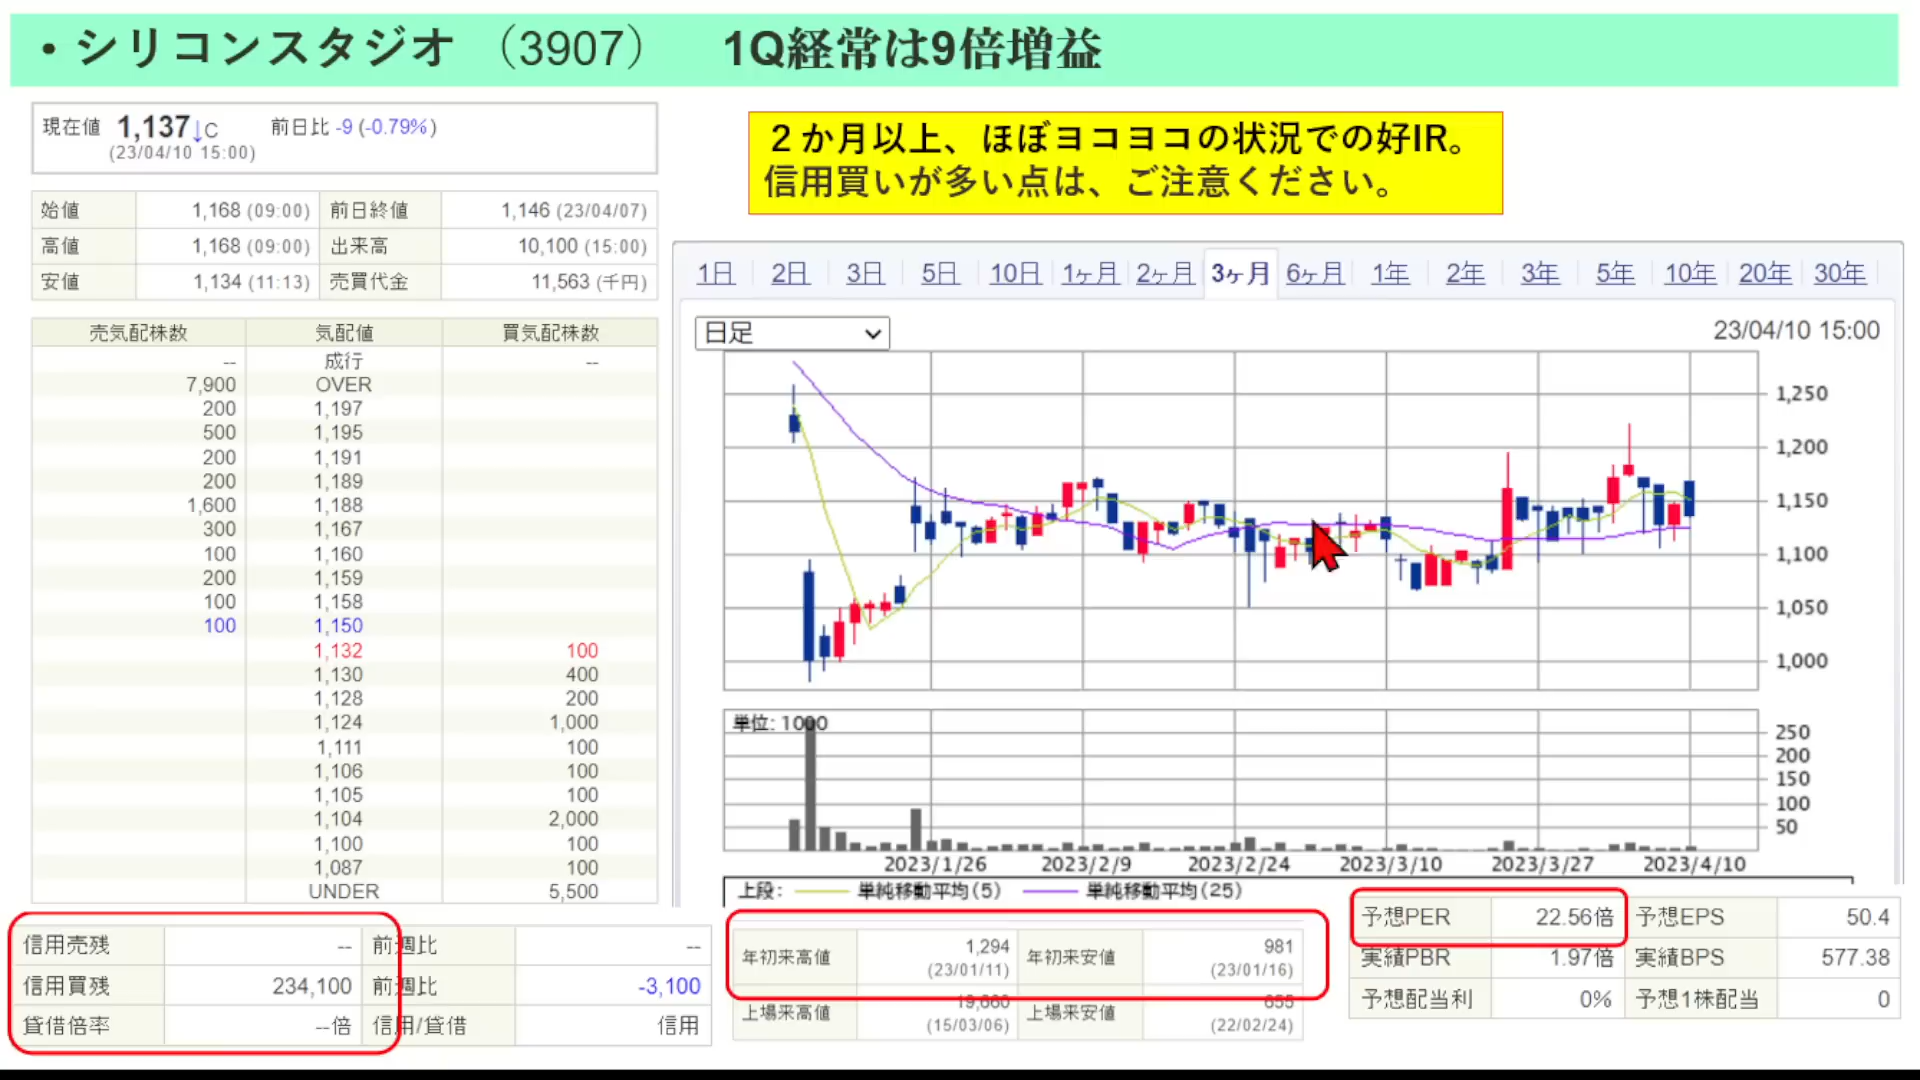 ・シリコンスタジオ（3907）　1Q経常は9倍増益
現在値 1,137↓C 前日比 -9 (-0.79%)
(23/04/10 15:00)
２か月以上、ほぼヨコヨコの状況での好IR。
信用買いが多い点は、ご注意ください。
始値 1,168 (09:00) 前日終値 1,146 (23/04/07)
高値 1,168 (09:00) 出来高 10,100 (15:00)
安値 1,134 (11:13) 売買代金 11,563 (千円)
売気配株数 気配値 買気配株数
-- 成行 --
7,900 OVER
200 1,197
500 1,195
200 1,191
200 1,189
1,600 1,188
300 1,167
100 1,160
200 1,159
100 1,158
100 1,150
1,132 100
1,130 400
1,128 200
1,124 1,000
1,111 100
1,106 100
1,105 100
1,104 2,000
1,100 100
1,087 100
UNDER 5,500
1日 2日 3日 5日 10日 1ヶ月 2ヶ月 3ヶ月 6ヶ月 1年 2年 3年 5年 10年 20年 30年
日足 23/04/10 15:00
1,250
1,200
1,150
1,100
1,050
1,000
単位: 1000
250
200
150
100
50
2023/1/26 2023/2/9 2023/2/24 2023/3/10 2023/3/27 2023/4/10
上段: 単純移動平均(5) 単純移動平均(25)
信用売残 -- 前週比 --
信用買残 234,100 前週比 -3,100
貸借倍率 --倍 信用/貸借 信用
年初来高値 1,294 (23/01/11) 年初来安値 981 (23/01/16)
上場来高値 19,660 (15/03/06) 上場来安値 655 (22/02/24)
予想PER 22.56倍 予想EPS 50.4
実績PBR 1.97倍 実績BPS 577.38
予想配当利 0% 予想1株配当 0